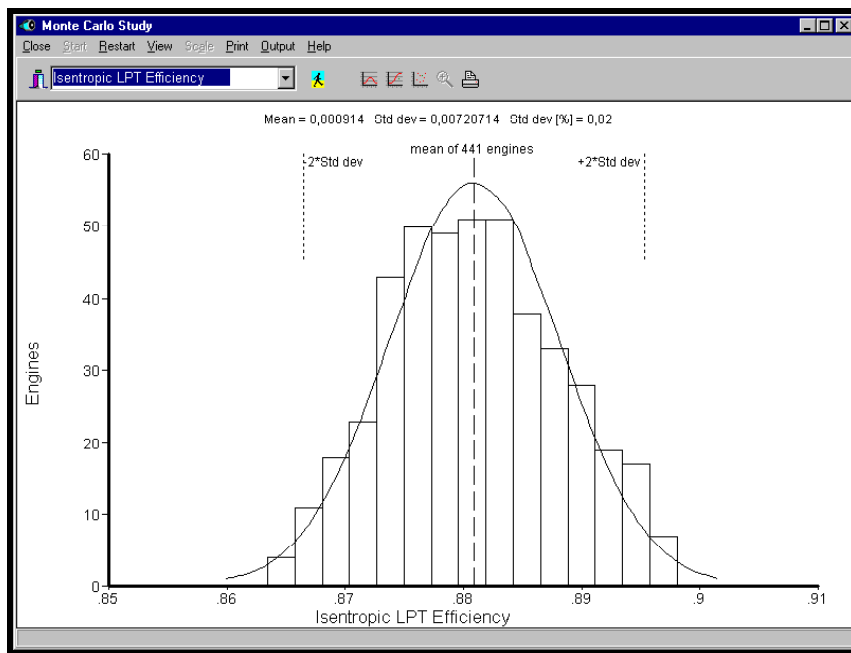 Monte Carlo Study
Close Start Restart View Scale Print Output Help
Isentropic LPT Efficiency
Mean = 0,000914 Std dev = 0,00720714 Std dev [%] = 0,02
mean of 441 engines
-2*Std dev
+2*Std dev
60
50
40
30
20
10
0
Engines
.85 .86 .87 .88 .89 .9 .91
Isentropic LPT Efficiency